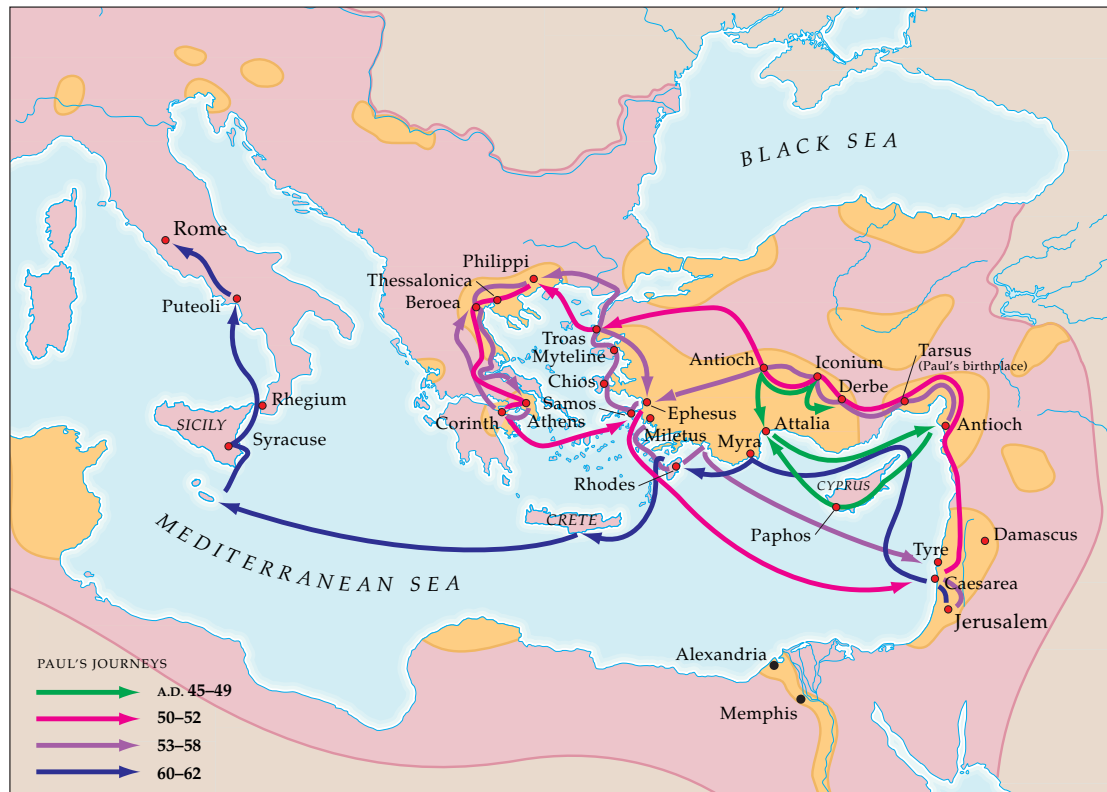 BLACK SEA
Rome
Philippi
Thessalonica
Beroea
Puteoli
Troas
Myteline
Antioch
Iconium
Derbe
Tarsus
(Paul's birthplace)
Chios
Rhegium
SICILY
Samos
Ephesus
Corinth
Athens
Miletus
Attalia
Antioch
Syracuse
Myra
Rhodes
CYPRUS
CRETE
Paphos
MEDITERRANEAN SEA
Damascus
Tyre
Caesarea
Jerusalem
Alexandria
Memphis
PAUL'S JOURNEYS
A.D. 45–49
50–52
53–58
60–62